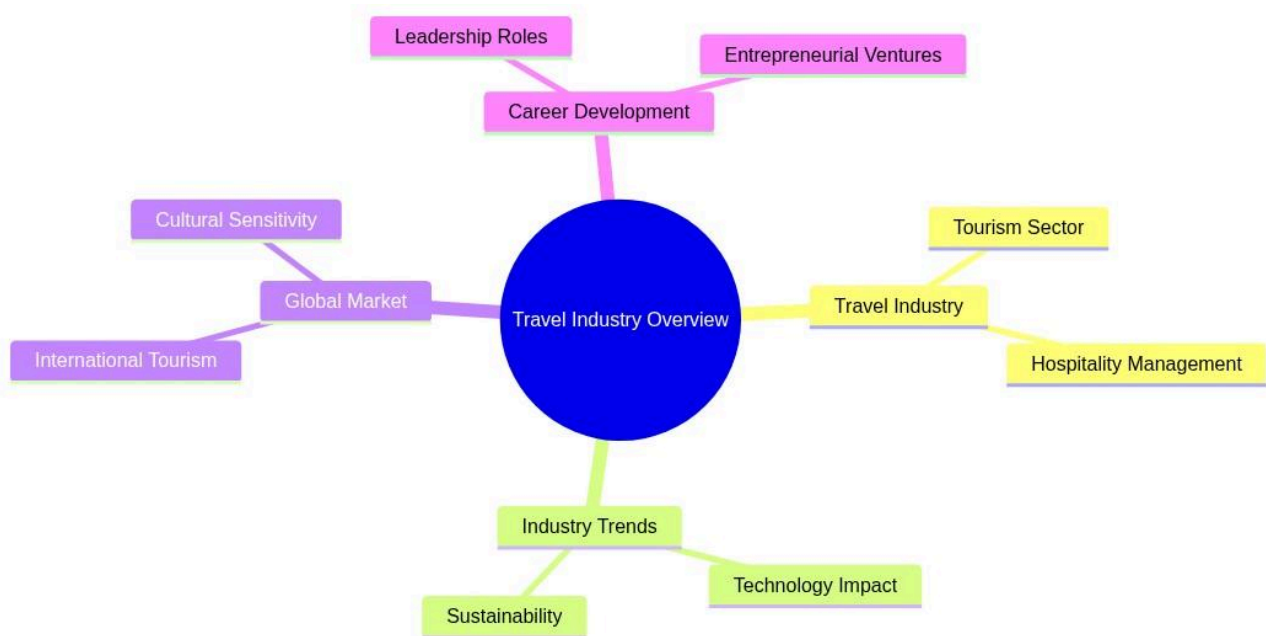 Leadership Roles
Entrepreneurial Ventures
Career Development
Cultural Sensitivity
Tourism Sector
Global Market
Travel Industry
Travel Industry Overview
International Tourism
Hospitality Management
Industry Trends
Technology Impact
Sustainability